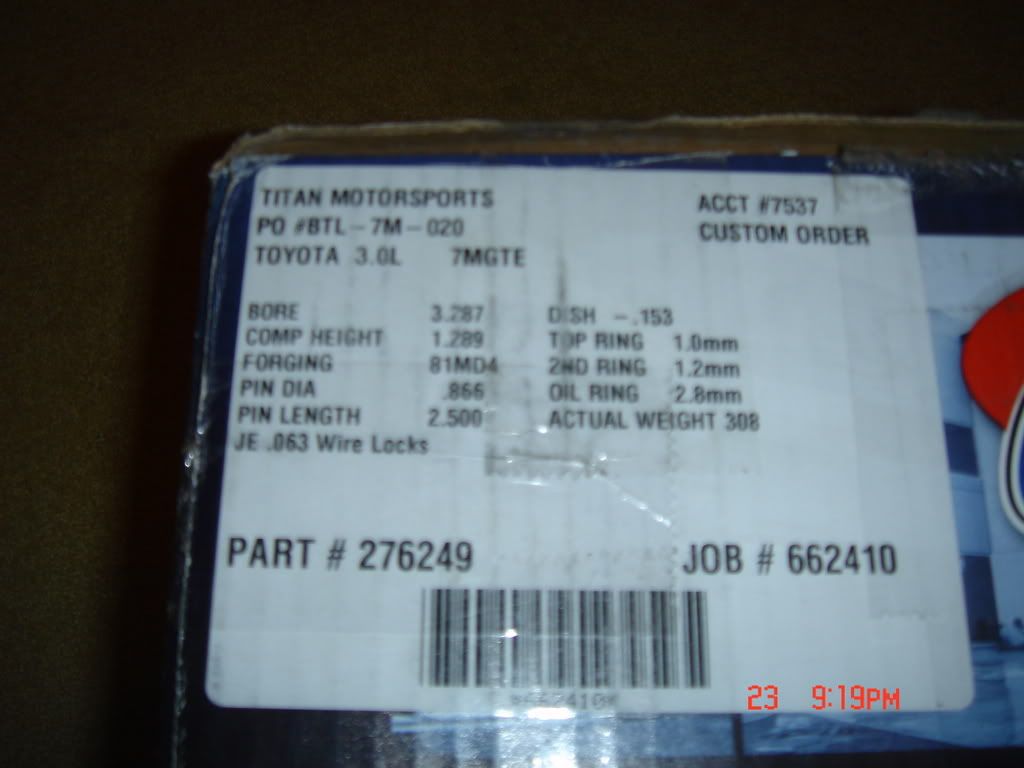 TITAN MOTORSPORTS
ACCT #7537
PO #BTL-7M-020
CUSTOM ORDER
TOYOTA 3.0L 7MGTE
BORE 3.287 DISH -.153
COMP HEIGHT 1.289 TOP RING 1.0mm
FORGING 81MD4 2ND RING 1.2mm
PIN DIA .866 OIL RING 2.8mm
PIN LENGTH 2.500 ACTUAL WEIGHT 308
JE .063 Wire Locks
PART # 276249 JOB # 662410
*662410*
23 9:19PM